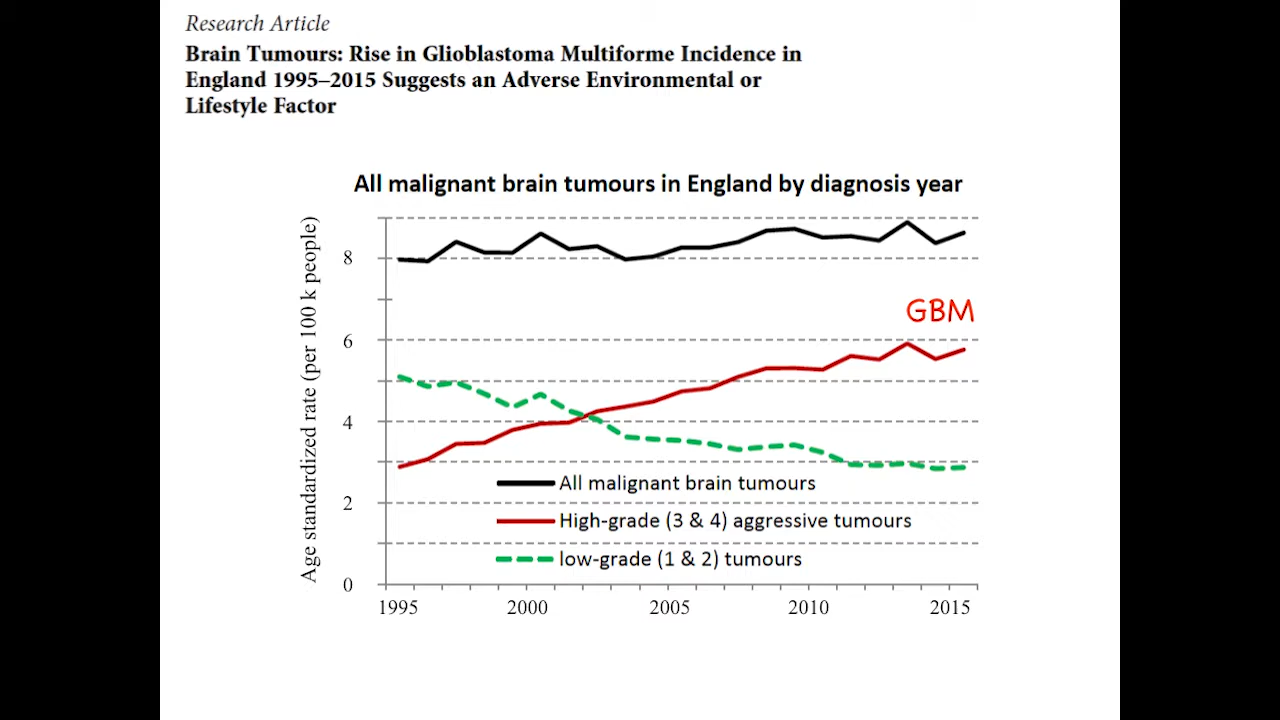 Research Article
Brain Tumours: Rise in Glioblastoma Multiforme Incidence in
England 1995–2015 Suggests an Adverse Environmental or
Lifestyle Factor
All malignant brain tumours in England by diagnosis year
Age standardized rate (per 100 k people)
8
6
4
2
0
GBM
All malignant brain tumours
High-grade (3 & 4) aggressive tumours
low-grade (1 & 2) tumours
1995 2000 2005 2010 2015